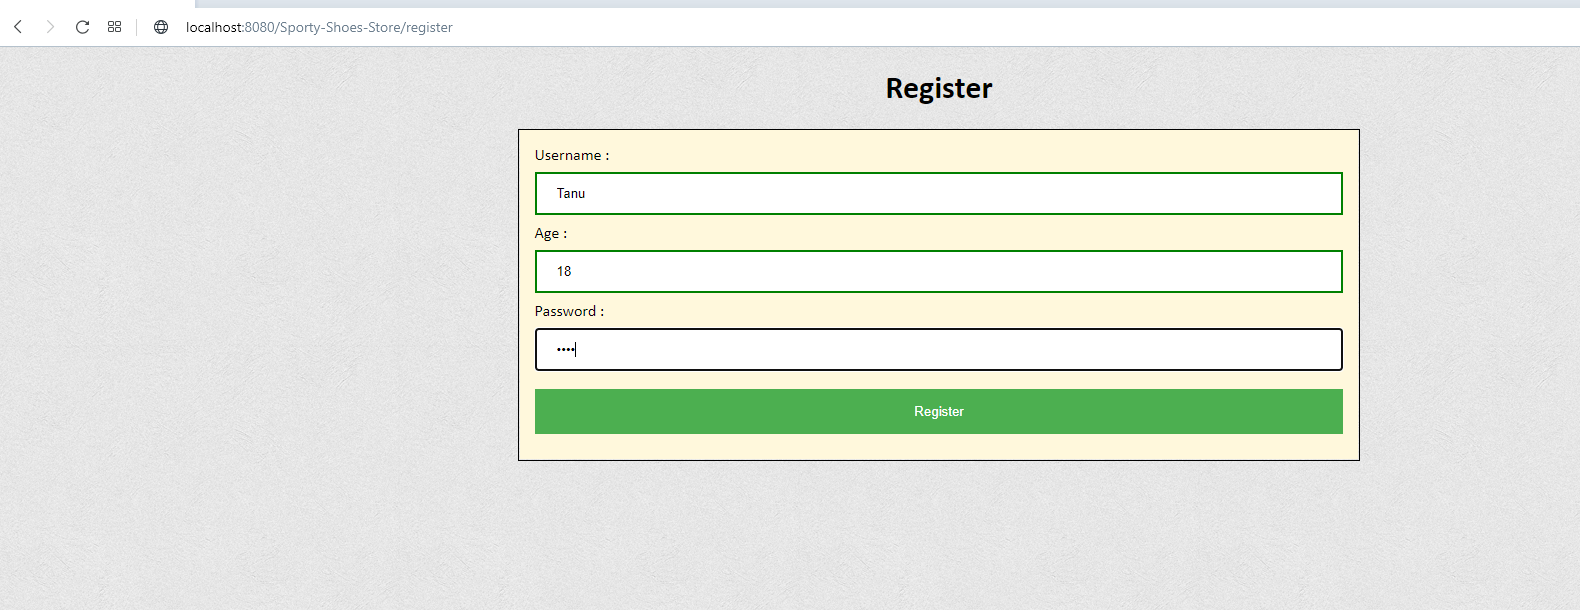 localhost:8080/Sporty-Shoes-Store/register
Register
Username :
Tanu
Age :
18
Password :
••••
Register